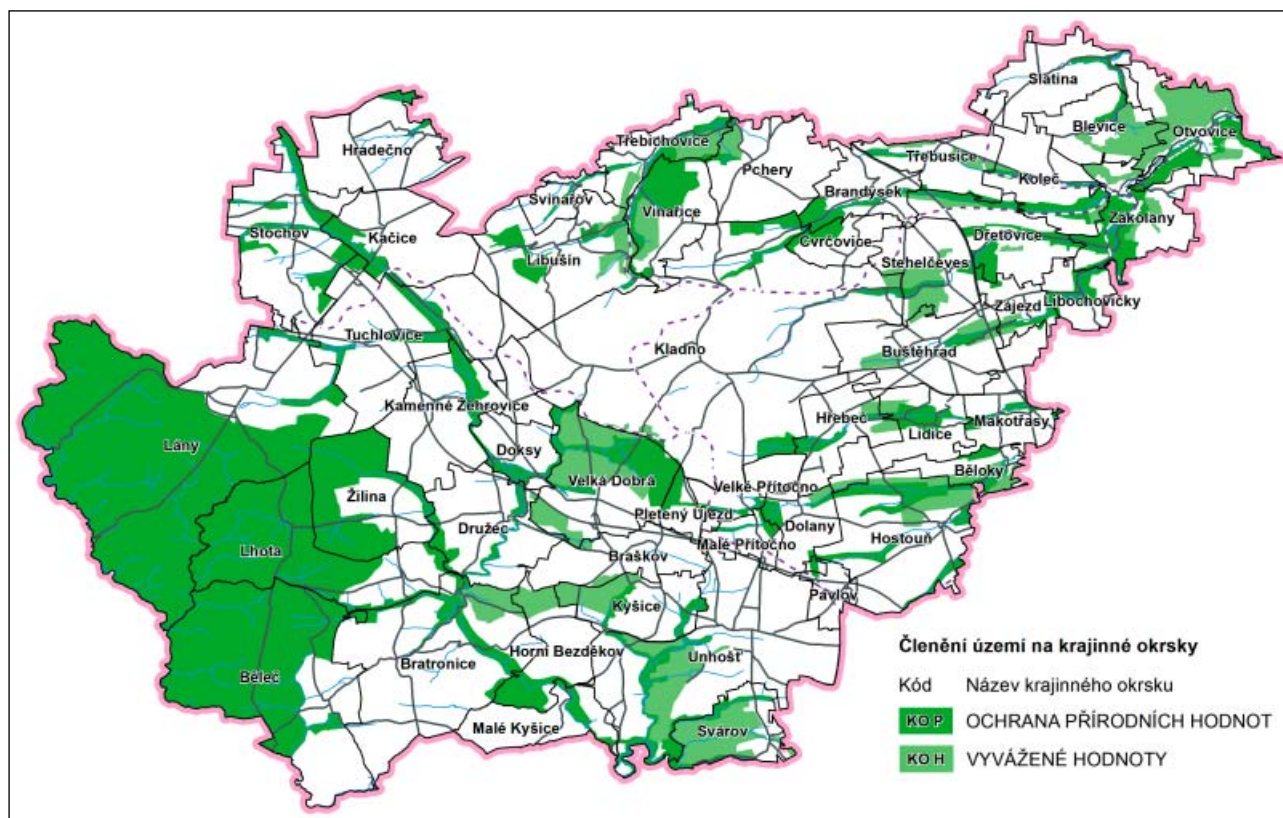 Slatina
Blevice
Otvovice
Třebichovice
Hradečno
Třebusice
Pchery
Koleč
Brandýsek
Svinařov
Vinařice
Zákolany
Stochov
Kačice
Dřetovice
Cvrčovice
Libušín
Stehelčeves
Libochovičky
Zájezd
Tuchlovice
Kladno
Buštěhrad
Kamenné Žehrovice
Hřebeč
Makotřasy
Lidice
Lány
Doksy
Běloky
Velká Dobrá
Velké Přítočno
Žilina
Pletený Újezd
Družec
Dolany
Hostouň
Malé Přítočno
Lhota
Braškov
Pavlov
Kyšice
Horní Bezděkov
Unhošť
Bratronice
Běleč
Malé Kyšice
Svárov
Členění území na krajinné okrsky
Kód Název krajinného okrsku
KO P OCHRANA PŘÍRODNÍCH HODNOT
KO H VYVÁŽENÉ HODNOTY